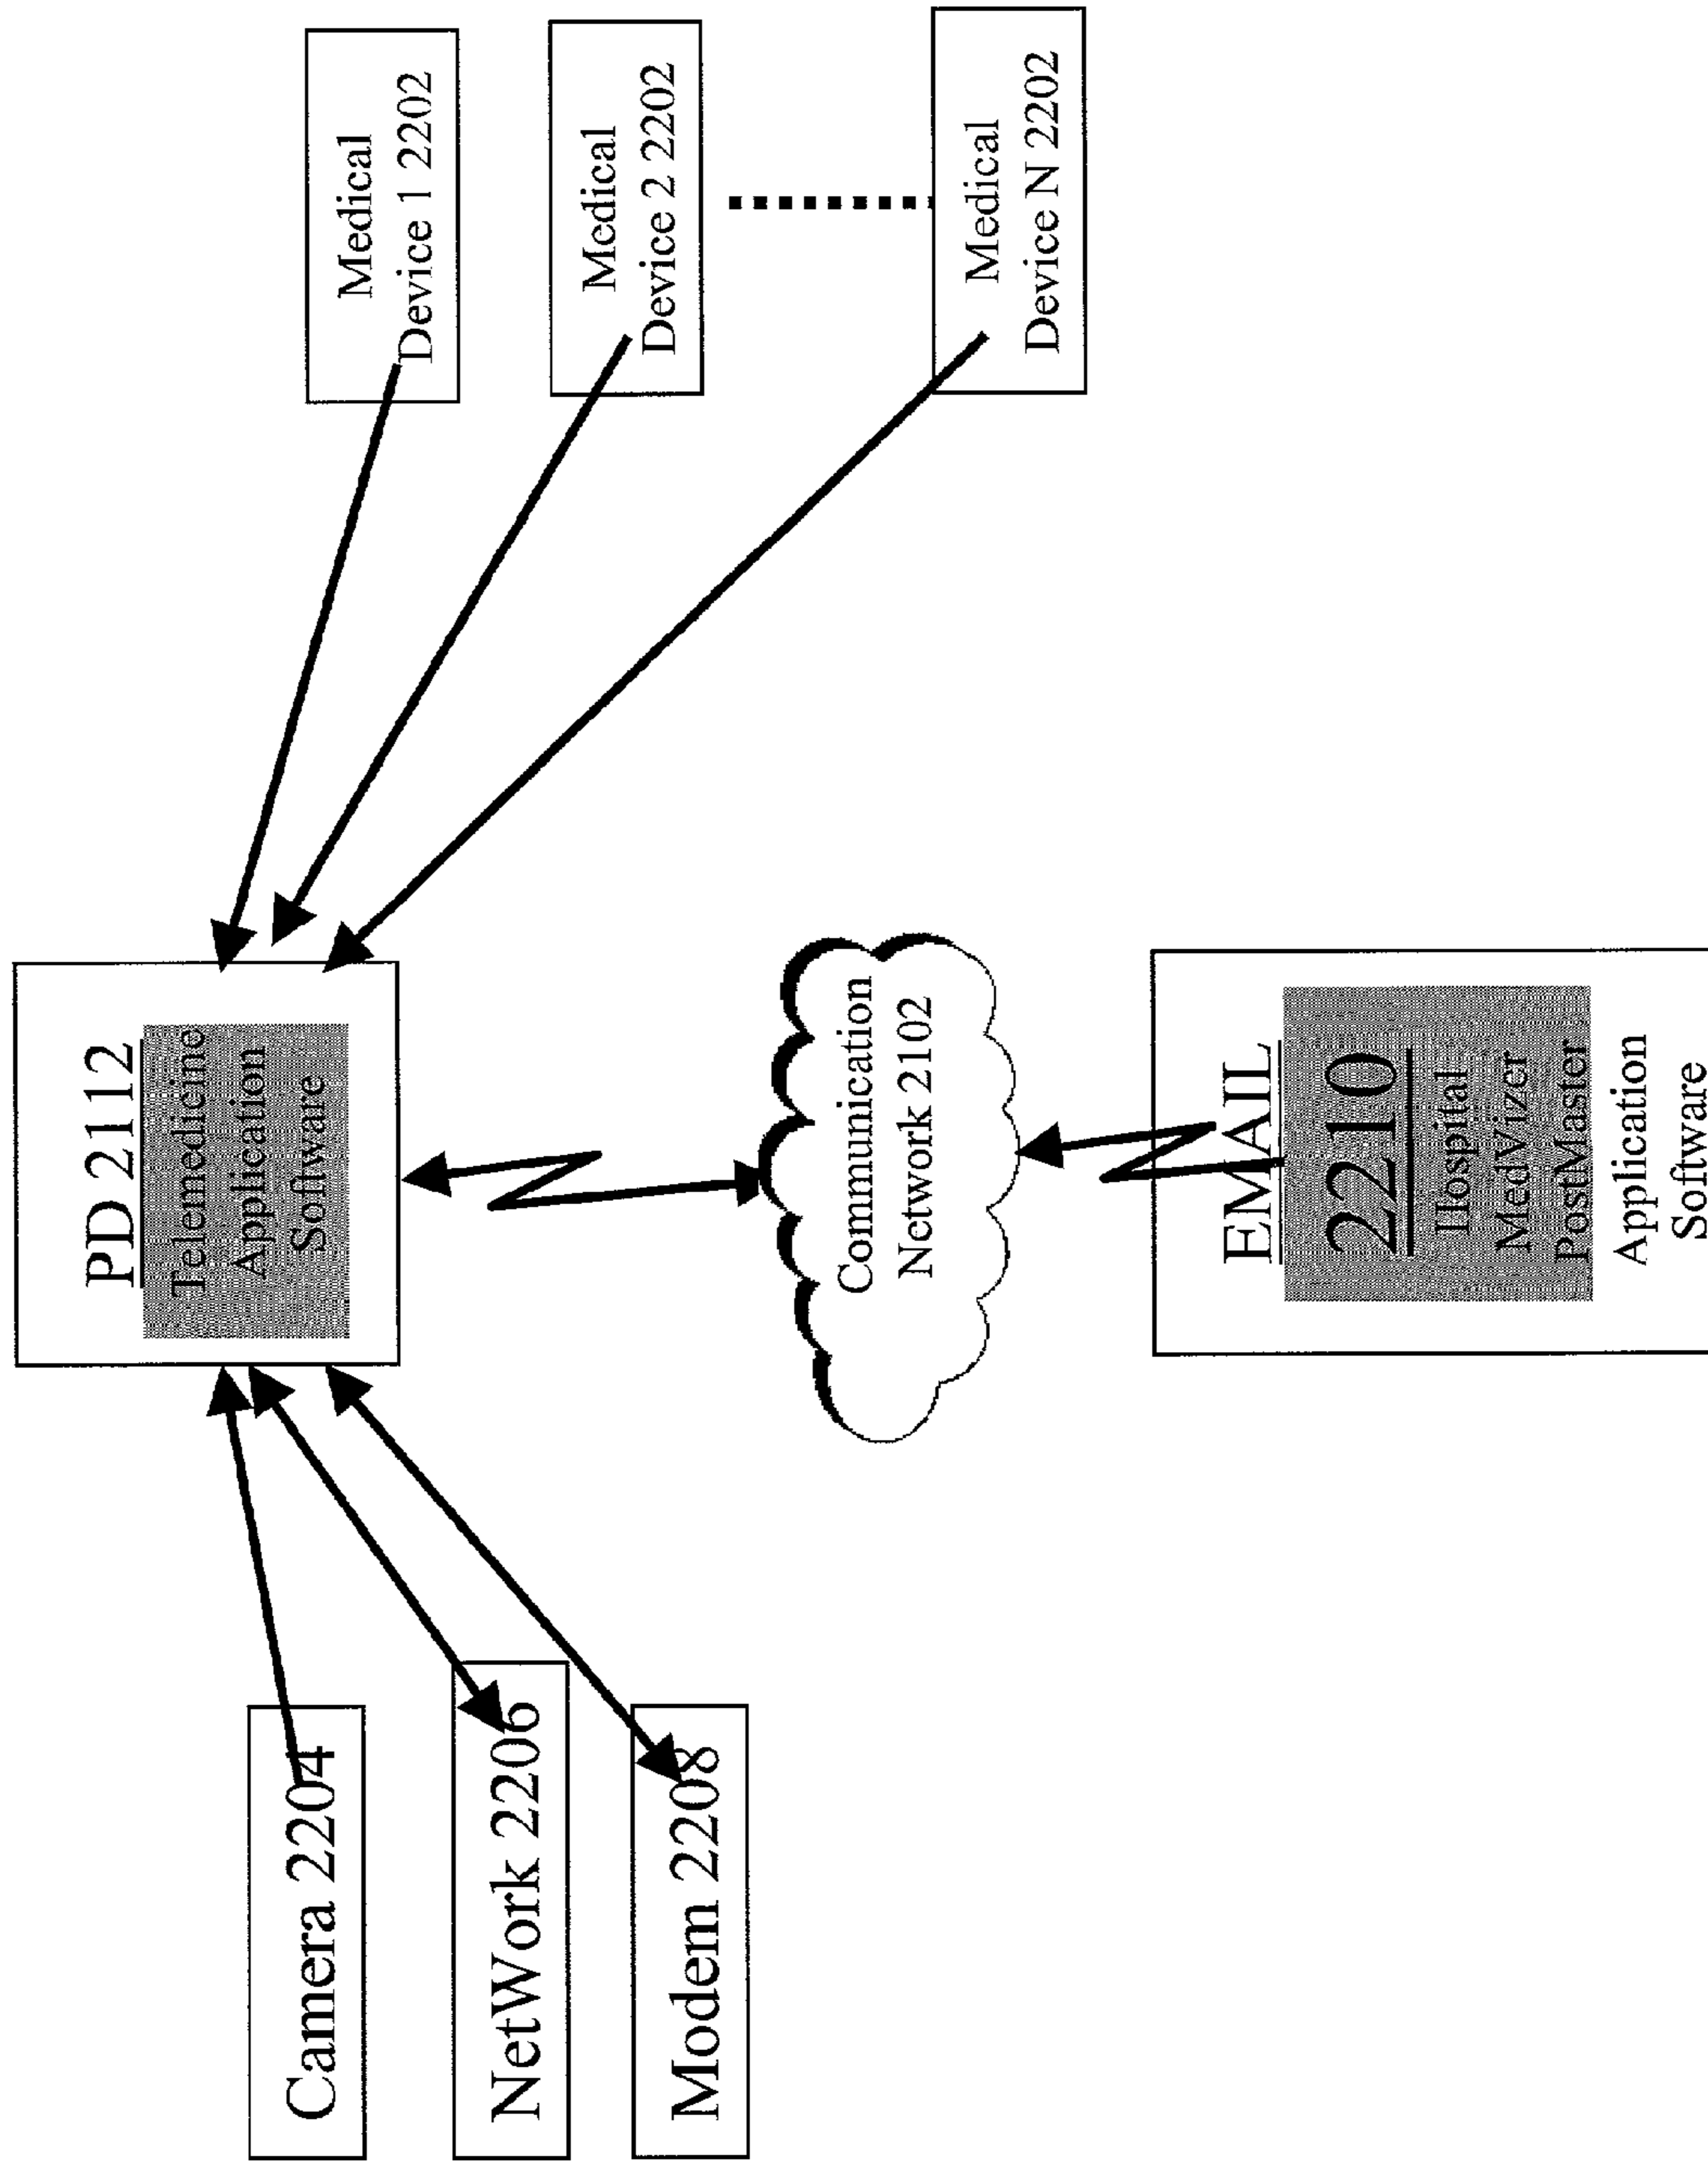 PD 2112
Telemedicine
Application
Software
Camera 2204
NetWork 2206
Modem 2208
Medical
Device 1 2202
Medical
Device 2 2202
Medical
Device N 2202
Communication
Network 2102
EMAIL
2210
Hospital
MedVizer
PostMaster
Application
Software